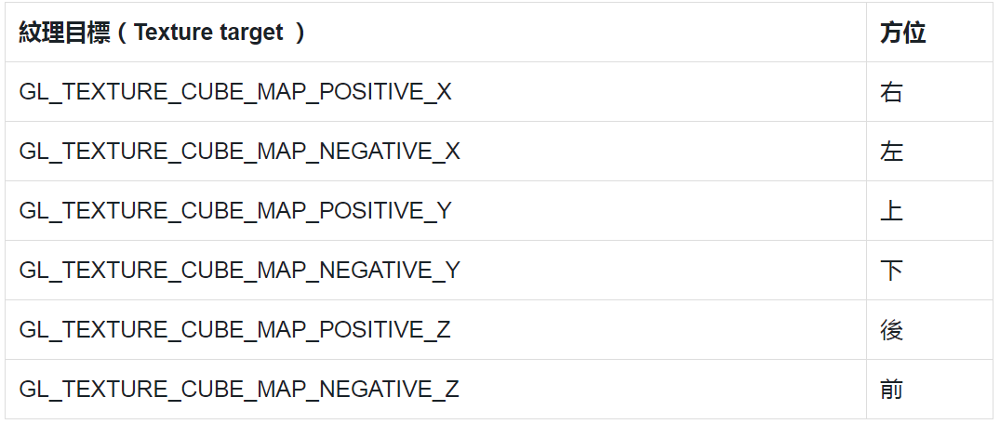 紋理目標（Texture target ） 方位
GL_TEXTURE_CUBE_MAP_POSITIVE_X 右
GL_TEXTURE_CUBE_MAP_NEGATIVE_X 左
GL_TEXTURE_CUBE_MAP_POSITIVE_Y 上
GL_TEXTURE_CUBE_MAP_NEGATIVE_Y 下
GL_TEXTURE_CUBE_MAP_POSITIVE_Z 後
GL_TEXTURE_CUBE_MAP_NEGATIVE_Z 前